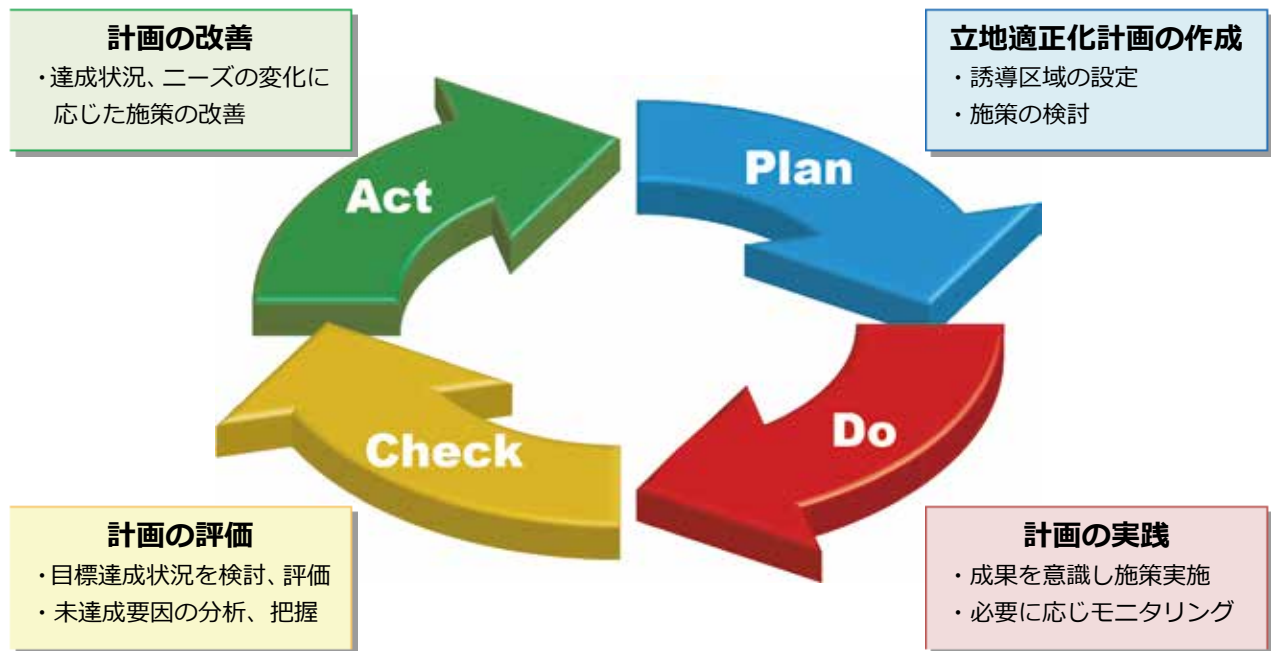 計画の改善
・達成状況、ニーズの変化に
応じた施策の改善
立地適正化計画の作成
・誘導区域の設定
・施策の検討
Act
Plan
Check
Do
計画の評価
・目標達成状況を検討、評価
・未達成要因の分析、把握
計画の実践
・成果を意識し施策実施
・必要に応じモニタリング